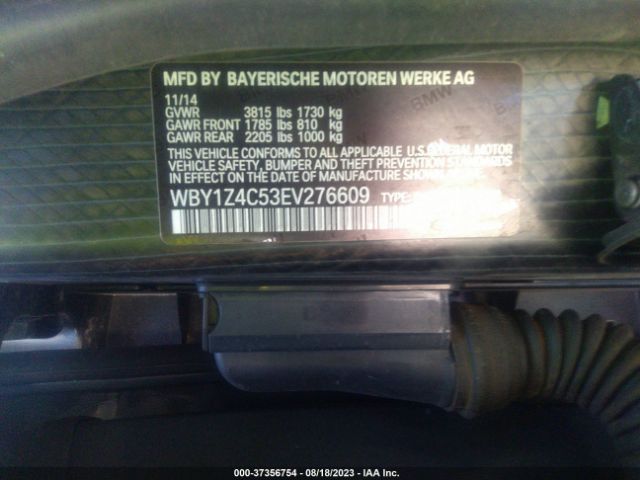 MFD BY BAYERISCHE MOTOREN WERKE AG
11/14
GVWR 3815 lbs 1730 kg
GAWR FRONT 1785 lbs 810 kg
GAWR REAR 2205 lbs 1000 kg
THIS VEHICLE CONFORMS TO ALL APPLICABLE U.S. FEDERAL MOTOR
VEHICLE SAFETY, BUMPER AND THEFT PREVENTION STANDARDS
IN EFFECT ON THE DATE OF MANUFACTURE SHOWN ABOVE.
WBY1Z4C53EV276609 TYPE:
000-37356754 - 08/18/2023 - IAA Inc.